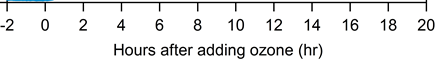 -2 0 2 4 6 8 10 12 14 16 18 20
Hours after adding ozone (hr)